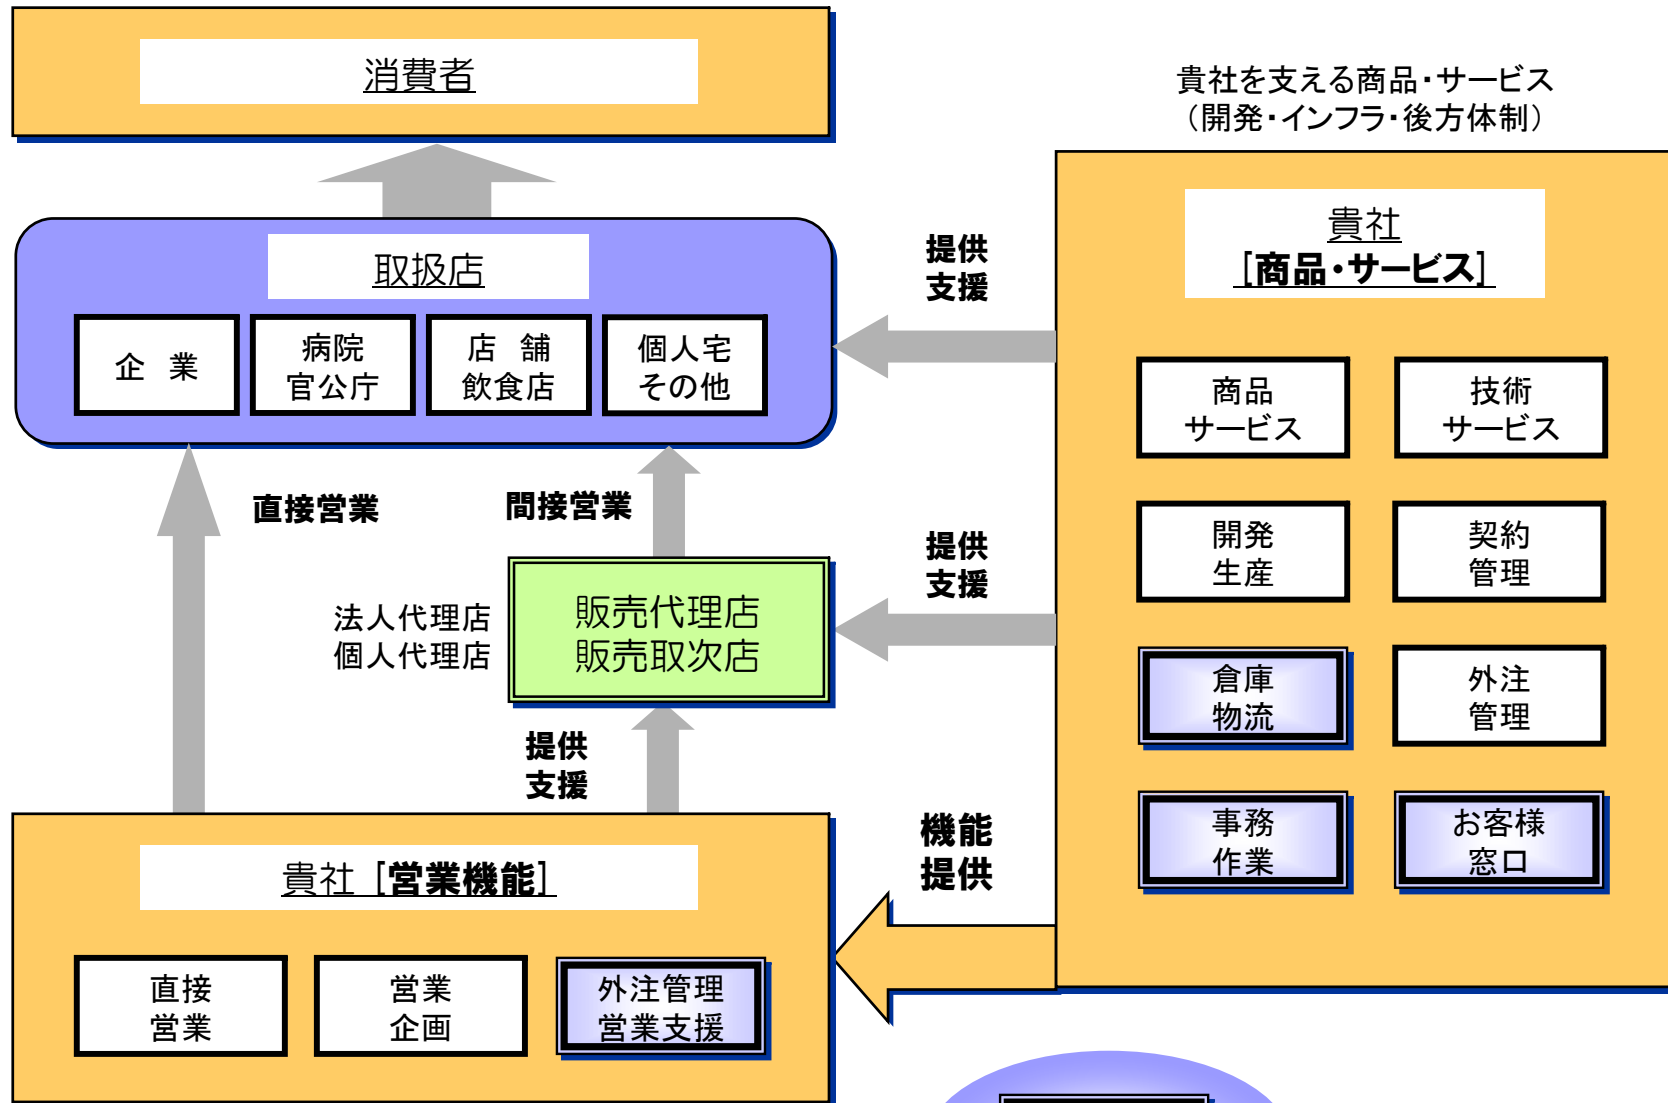 消費者
貴社を支える商品・サービス
（開発・インフラ・後方体制）
取扱店
企　業
病院
官公庁
店　舗
飲食店
個人宅
その他
提供
支援
貴社
[商品・サービス]
商品
サービス
技術
サービス
開発
生産
契約
管理
倉庫
物流
外注
管理
事務
作業
お客様
窓口
直接営業
間接営業
提供
支援
法人代理店
個人代理店
販売代理店
販売取次店
提供
支援
機能
提供
貴社 [営業機能]
直接
営業
営業
企画
外注管理
営業支援